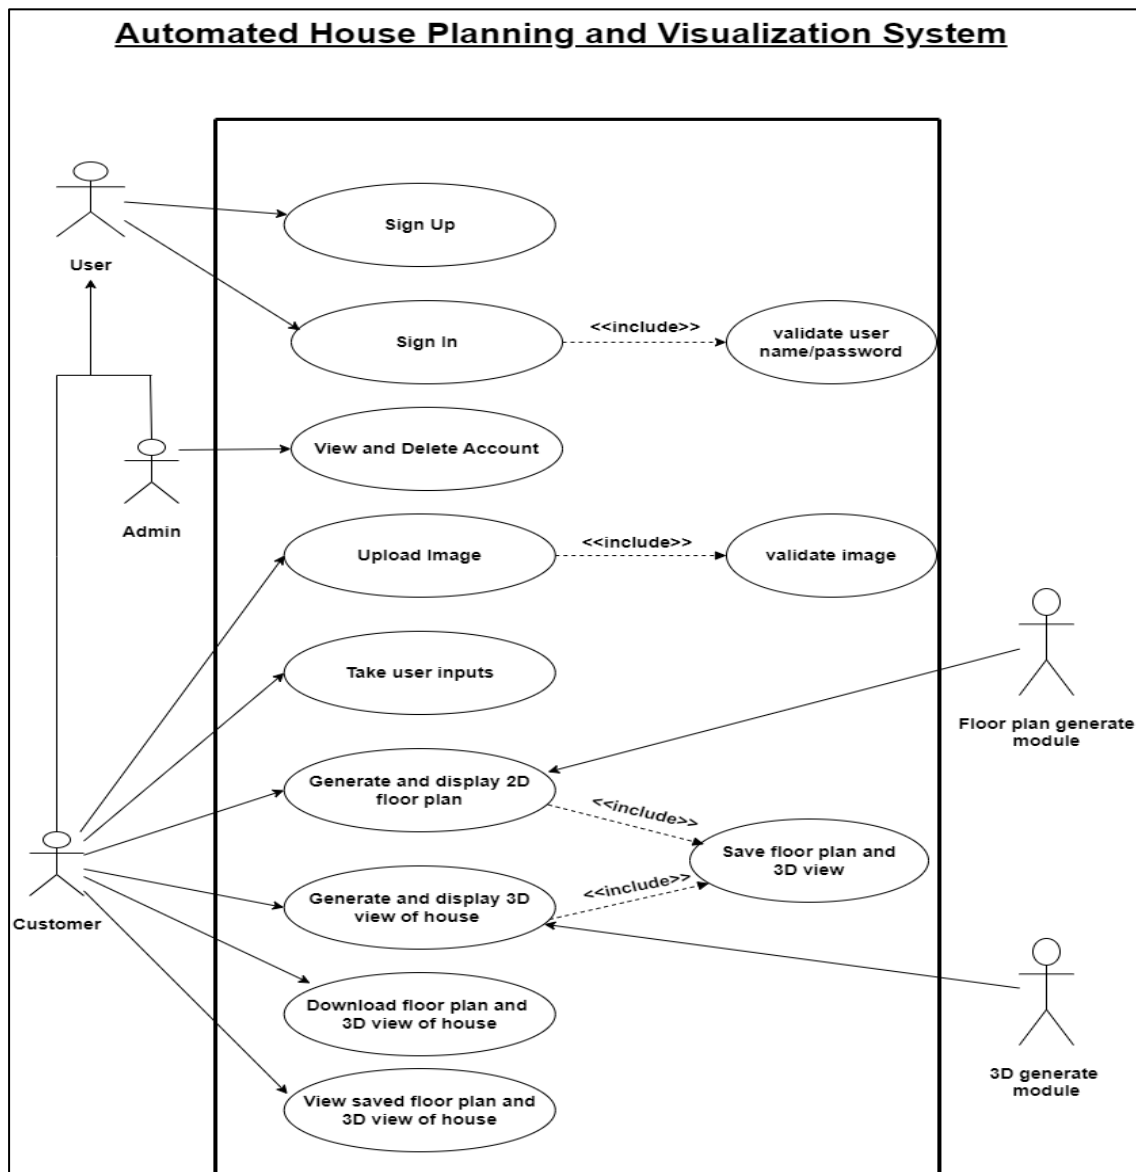 Automated House Planning and Visualization System
User
Sign Up
Sign In
<<include>>
validate user
name/password
View and Delete Account
Admin
Upload Image
<<include>>
validate image
Take user inputs
Floor plan generate
module
Generate and display 2D
floor plan
<<include>>
Save floor plan and
3D view
<<include>>
Generate and display 3D
view of house
Customer
Download floor plan and
3D view of house
3D generate
module
View saved floor plan and
3D view of house